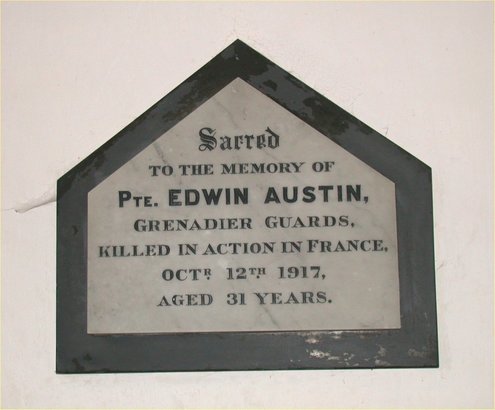 Sacred
TO THE MEMORY OF
PTE. EDWIN AUSTIN,
GRENADIER GUARDS,
KILLED IN ACTION IN FRANCE,
OCTR. 12TH. 1917,
AGED 31 YEARS.